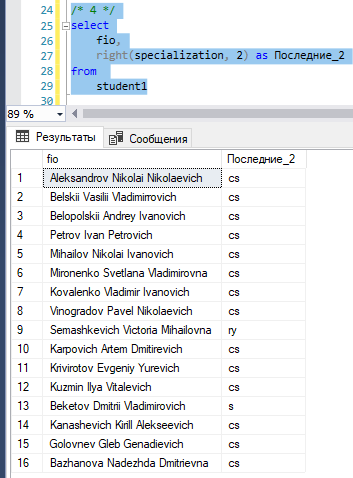 24 /* 4 */
25 select
26 fio,
27 right(specialization, 2) as Последние_2
28 from
29 student1
30
89 %
Результаты Сообщения
fio Последние_2
1 Aleksandrov Nikolai Nikolaevich cs
2 Belskii Vasilii Vladimirrovich cs
3 Belopolskii Andrey Ivanovich cs
4 Petrov Ivan Petrovich cs
5 Mihailov Nikolai Ivanovich cs
6 Mironenko Svetlana Vladimirovna cs
7 Kovalenko Vladimir Ivanovich cs
8 Vinogradov Pavel Nikolaevich cs
9 Semashkevich Victoria Mihailovna ry
10 Karpovich Artem Dmitirevich cs
11 Krivirotov Evgeniy Yurevich cs
12 Kuzmin Ilya Vitalevich cs
13 Beketov Dmitrii Vladimirovich s
14 Kanashevich Kirill Alekseevich cs
15 Golovnev Gleb Genadievich cs
16 Bazhanova Nadezhda Dmitrievna cs